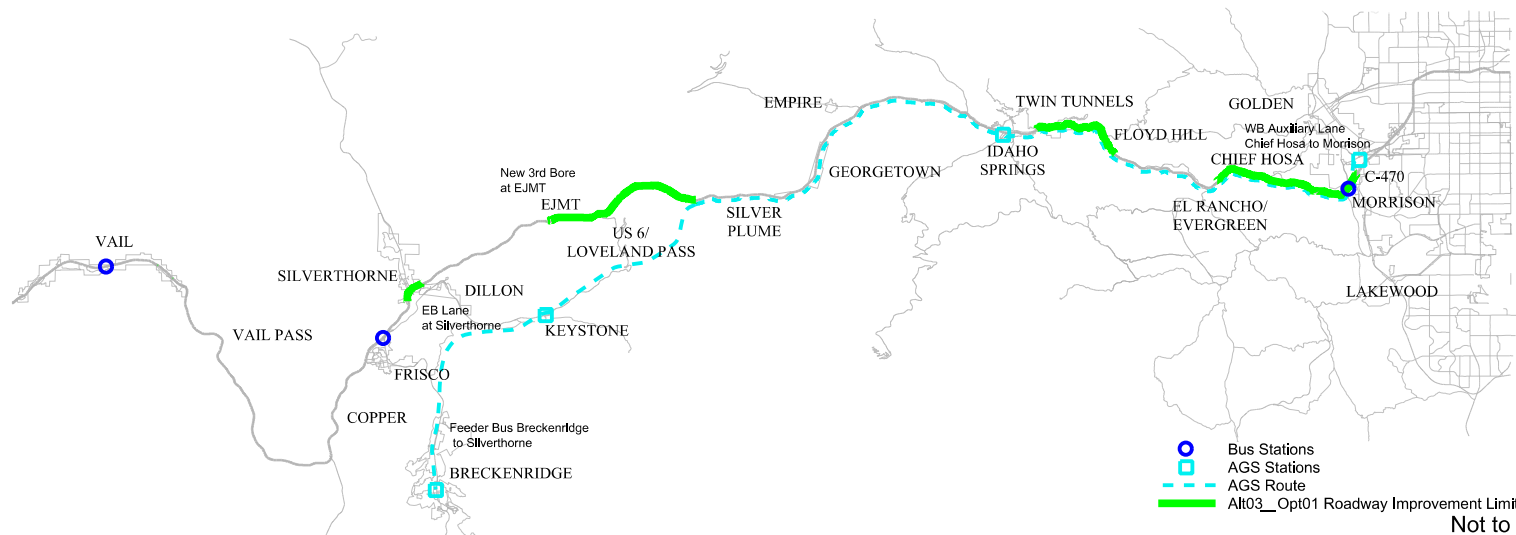 EMPIRE
TWIN TUNNELS
GOLDEN
WB Auxiliary Lane
Chief Hosa to Morrison
FLOYD HILL
IDAHO
SPRINGS
CHIEF HOSA
GEORGETOWN
C-470
MORRISON
New 3rd Bore
at EJMT
EJMT
SILVER
PLUME
EL RANCHO/
EVERGREEN
US 6/
LOVELAND PASS
VAIL
SILVERTHORNE
DILLON
LAKEWOOD
EB Lane
at Silverthorne
KEYSTONE
VAIL PASS
FRISCO
COPPER
Feeder Bus Breckenridge
to Silverthorne
BRECKENRIDGE
Bus Stations
AGS Stations
AGS Route
Alt03__Opt01 Roadway Improvement Limit
Not to